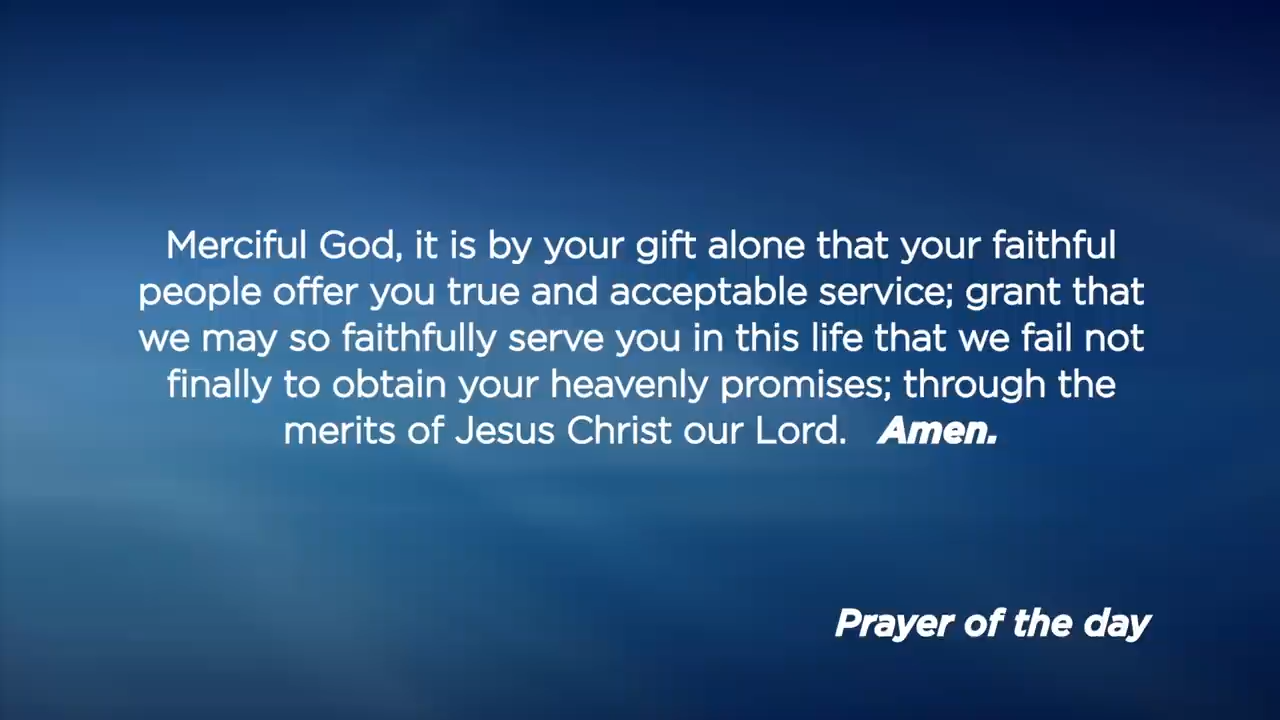 Merciful God, it is by your gift alone that your faithful
people offer you true and acceptable service; grant that
we may so faithfully serve you in this life that we fail not
finally to obtain your heavenly promises; through the
merits of Jesus Christ our Lord. Amen.
Prayer of the day